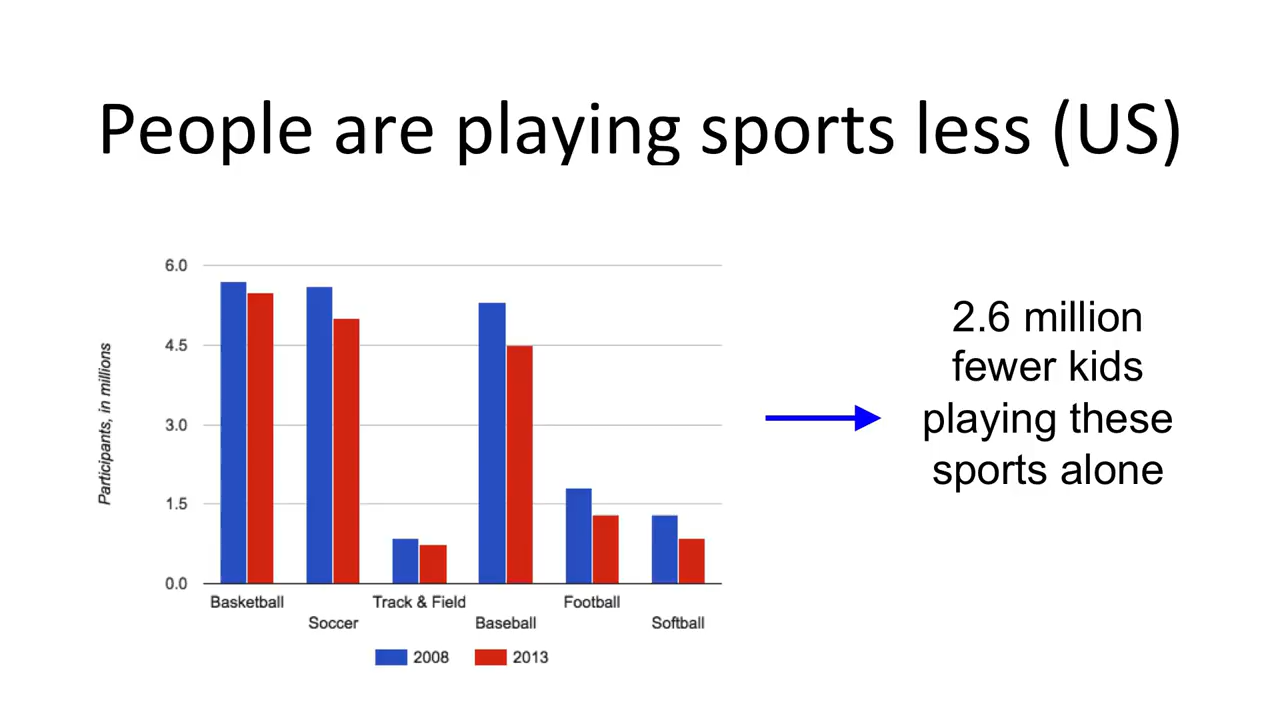 People are playing sports less (US)
6.0
4.5
3.0
1.5
0.0
Participants, in millions
Basketball
Soccer
Track & Field
Baseball
Football
Softball
2008
2013
2.6 million
fewer kids
playing these
sports alone